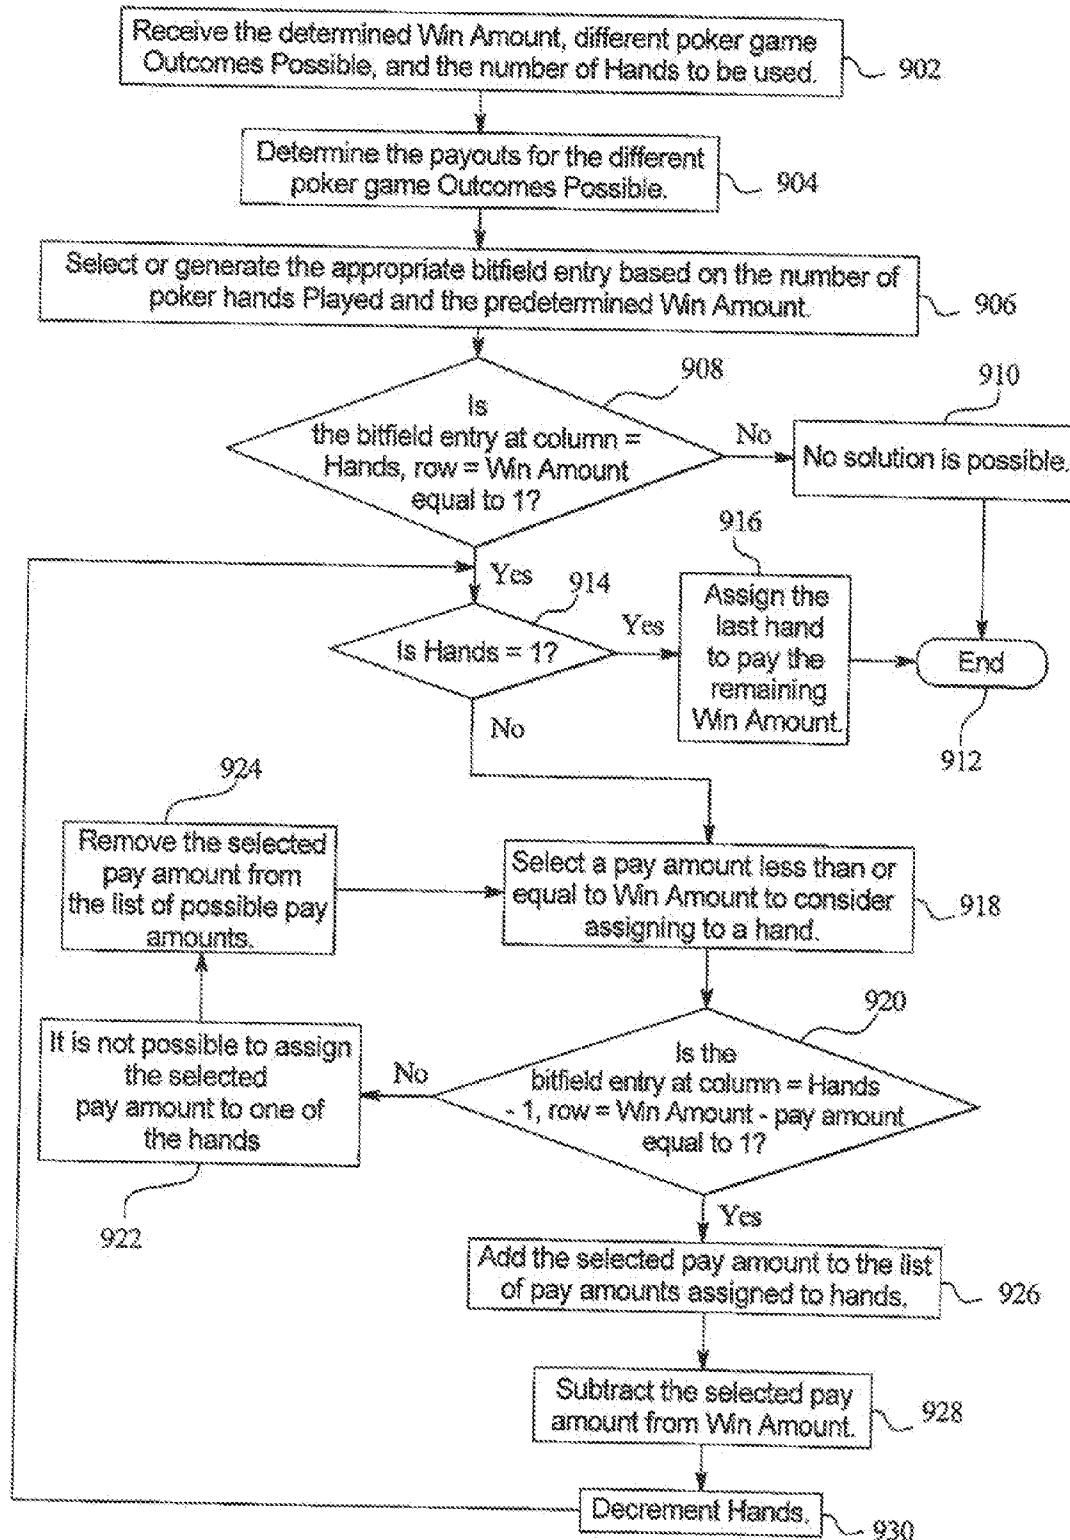 Receive the determined Win Amount, different poker game
Outcomes Possible, and the number of Hands to be used.
902
Determine the payouts for the different
poker game Outcomes Possible.
904
Select or generate the appropriate bitfield entry based on the number of
poker hands Played and the predetermined Win Amount.
906
908
Is
the bitfield entry at column =
Hands, row = Win Amount
equal to 1?
No
910
No solution is possible.
Yes
914
Is Hands = 1?
Yes
916
Assign the
last hand
to pay the
remaining
Win Amount.
End
912
No
924
Remove the selected
pay amount from
the list of possible pay
amounts.
Select a pay amount less than or
equal to Win Amount to consider
assigning to a hand.
918
920
Is the
bitfield entry at column = Hands
- 1, row = Win Amount - pay amount
equal to 1?
No
It is not possible to assign
the selected
pay amount to one of
the hands
922
Yes
Add the selected pay amount to the list
of pay amounts assigned to hands.
926
Subtract the selected pay
amount from Win Amount.
928
Decrement Hands.
930